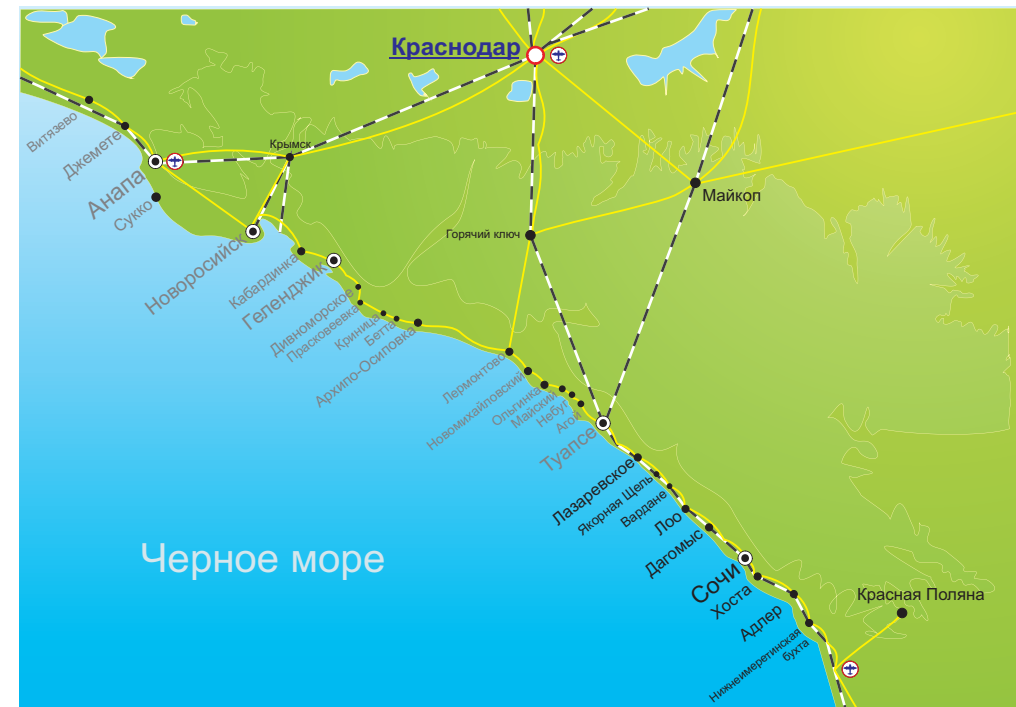 Краснодар
Витязево
Джемете
Крымск
Анапа
Сукко
Майкоп
Горячий ключ
Новоросийск
Кабардинка
Геленджик
Дивноморское
Прасковеевка
Криница
Бетта
Архипо-Осиповка
Лермонтово
Новомихайловский
Ольгинка
Майский
Небуг
Агой
Туапсе
Лазаревское
Якорная Щель
Вардане
Лоо
Дагомыс
Черное море
Сочи
Хоста
Красная Поляна
Адлер
Нижнеимеретинская
бухта